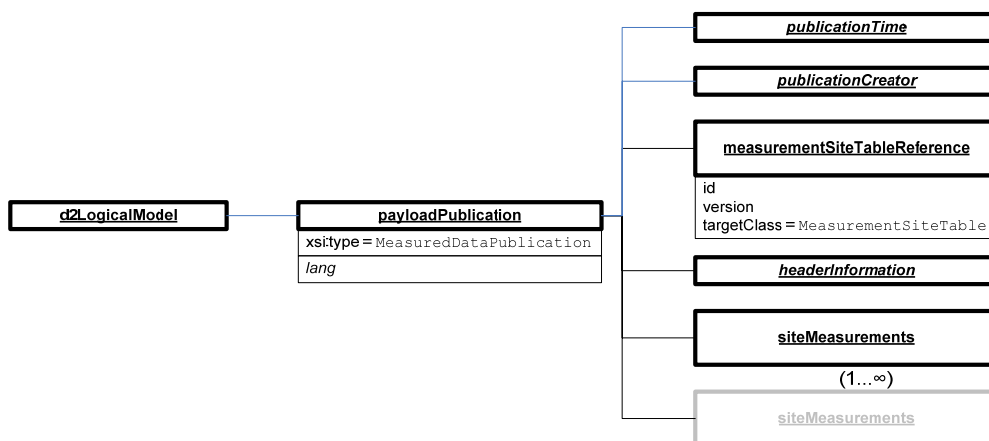 publicationTime
publicationCreator
measurementSiteTableReference
id
version
targetClass = MeasurementSiteTable
d2LogicalModel
payloadPublication
xsi:type = MeasuredDataPublication
lang
headerInformation
siteMeasurements
(1...∞)
siteMeasurements